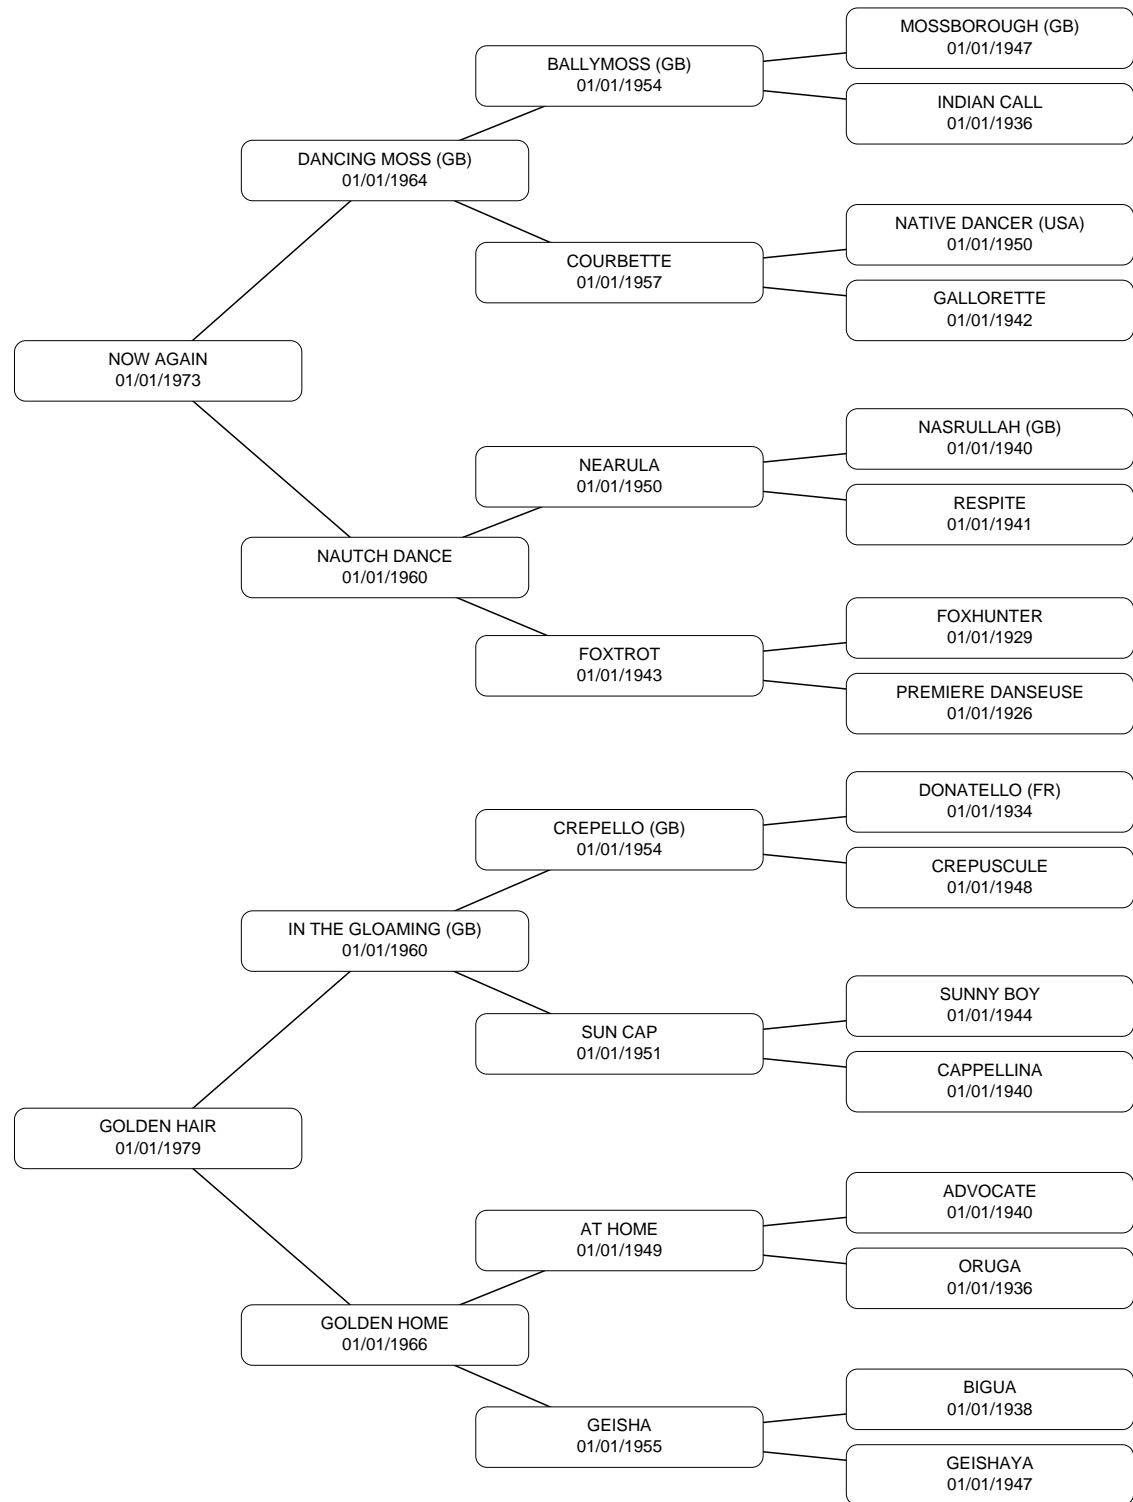 MOSSBOROUGH (GB)
01/01/1947
BALLYMOSS (GB)
01/01/1954
INDIAN CALL
01/01/1936
DANCING MOSS (GB)
01/01/1964
NATIVE DANCER (USA)
01/01/1950
COURBETTE
01/01/1957
GALLORETTE
01/01/1942
NOW AGAIN
01/01/1973
NASRULLAH (GB)
01/01/1940
NEARULA
01/01/1950
RESPITE
01/01/1941
NAUTCH DANCE
01/01/1960
FOXHUNTER
01/01/1929
FOXTROT
01/01/1943
PREMIERE DANSEUSE
01/01/1926
DONATELLO (FR)
01/01/1934
CREPELLO (GB)
01/01/1954
CREPUSCULE
01/01/1948
IN THE GLOAMING (GB)
01/01/1960
SUNNY BOY
01/01/1944
SUN CAP
01/01/1951
CAPPELLINA
01/01/1940
GOLDEN HAIR
01/01/1979
ADVOCATE
01/01/1940
AT HOME
01/01/1949
ORUGA
01/01/1936
GOLDEN HOME
01/01/1966
BIGUA
01/01/1938
GEISHA
01/01/1955
GEISHAYA
01/01/1947